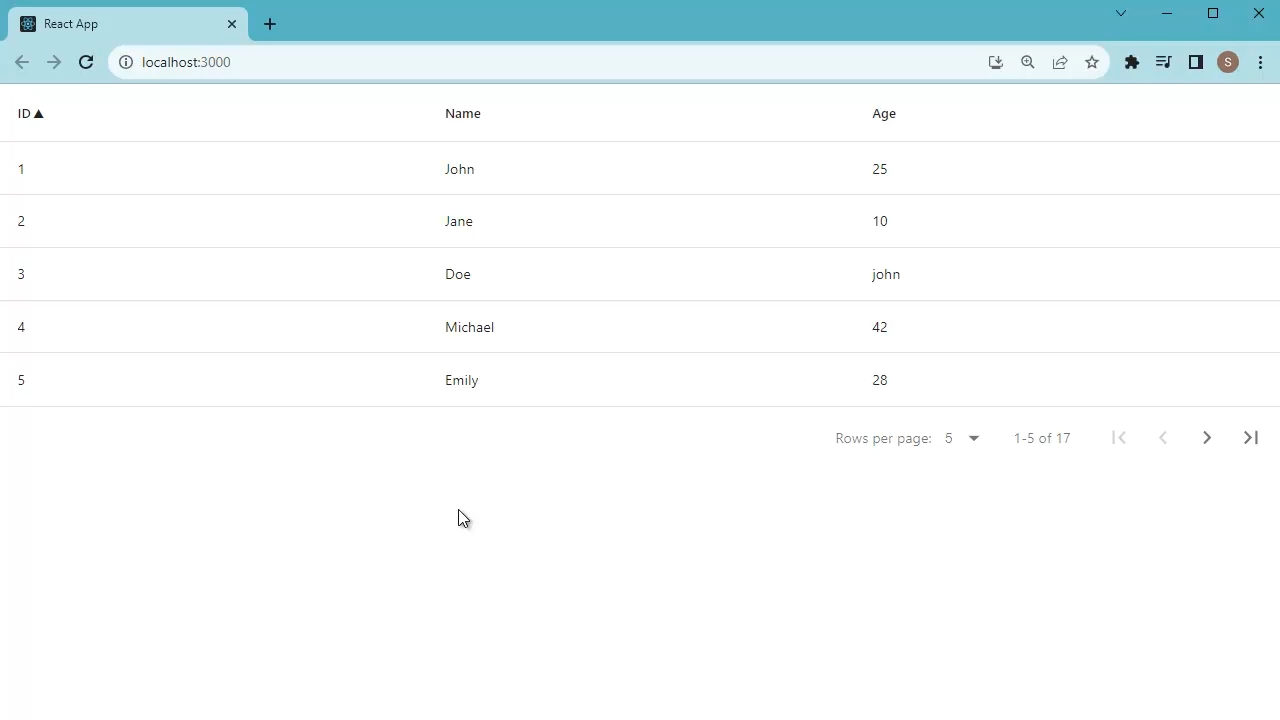 React App
localhost:3000
S
ID▲ Name Age
1 John 25
2 Jane 10
3 Doe john
4 Michael 42
5 Emily 28
Rows per page: 5 1-5 of 17